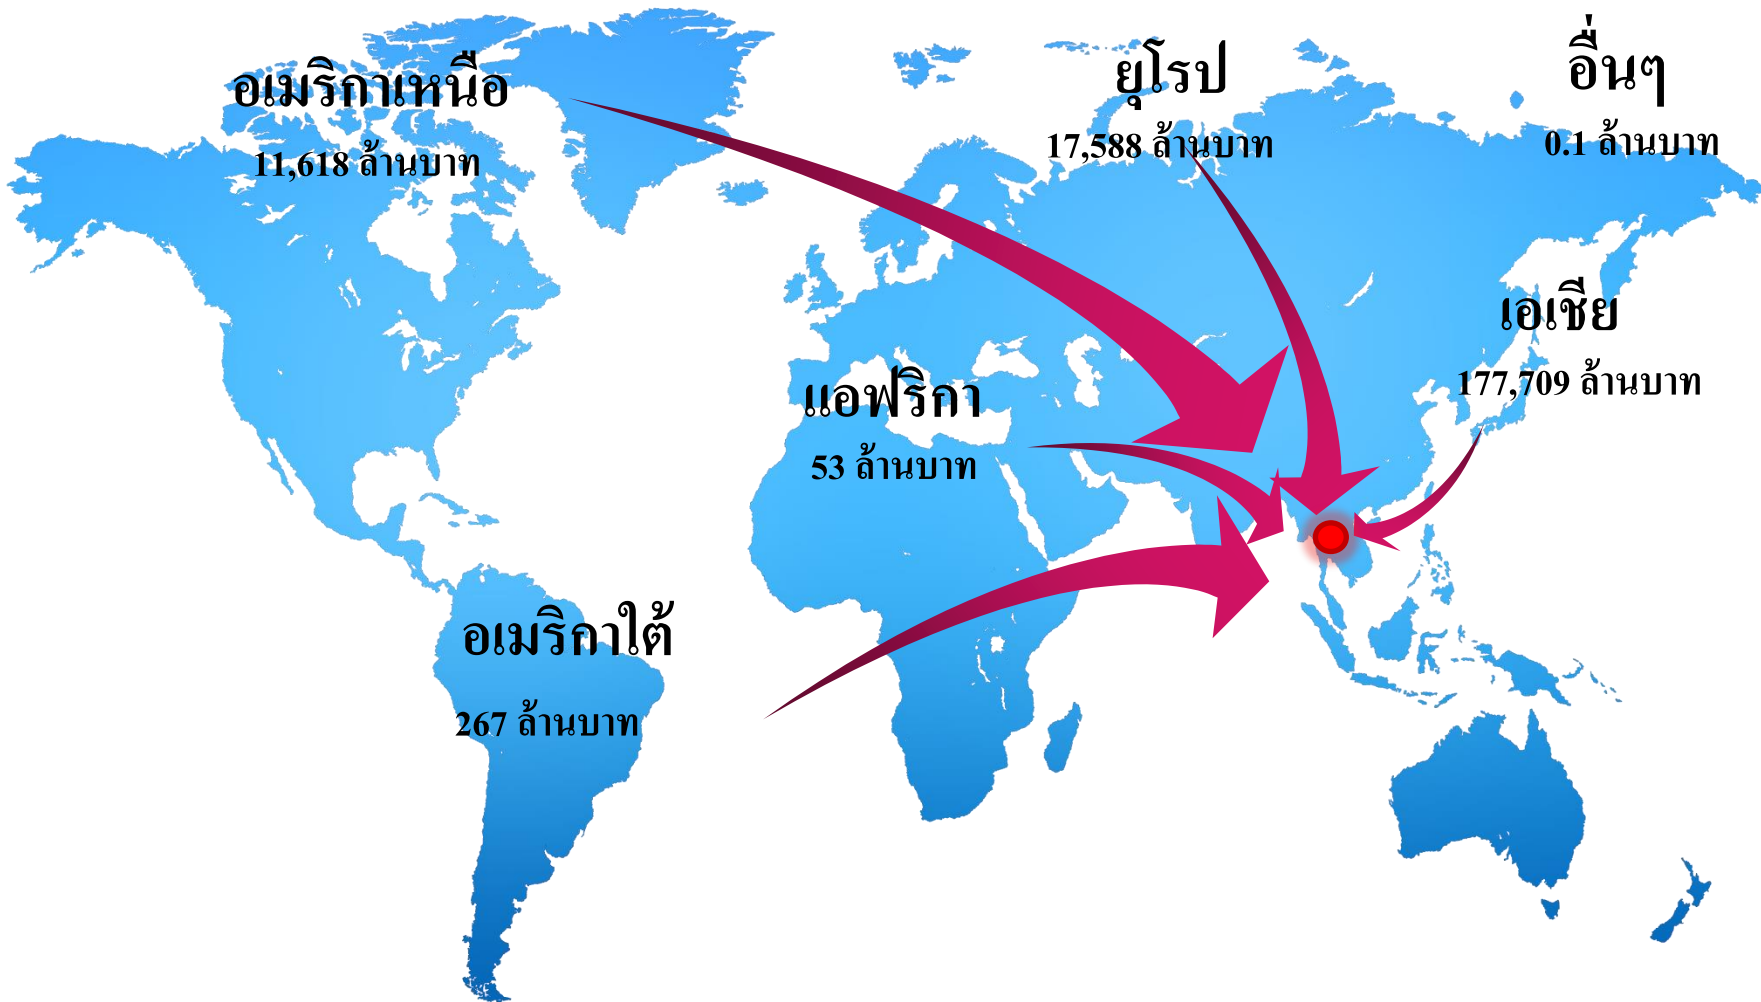 อเมริกาเหนือ
11,618 ล้านบาท
ยุโรป
17,588 ล้านบาท
อื่นๆ
0.1 ล้านบาท
เอเชีย
177,709 ล้านบาท
แอฟริกา
53 ล้านบาท
อเมริกาใต้
267 ล้านบาท